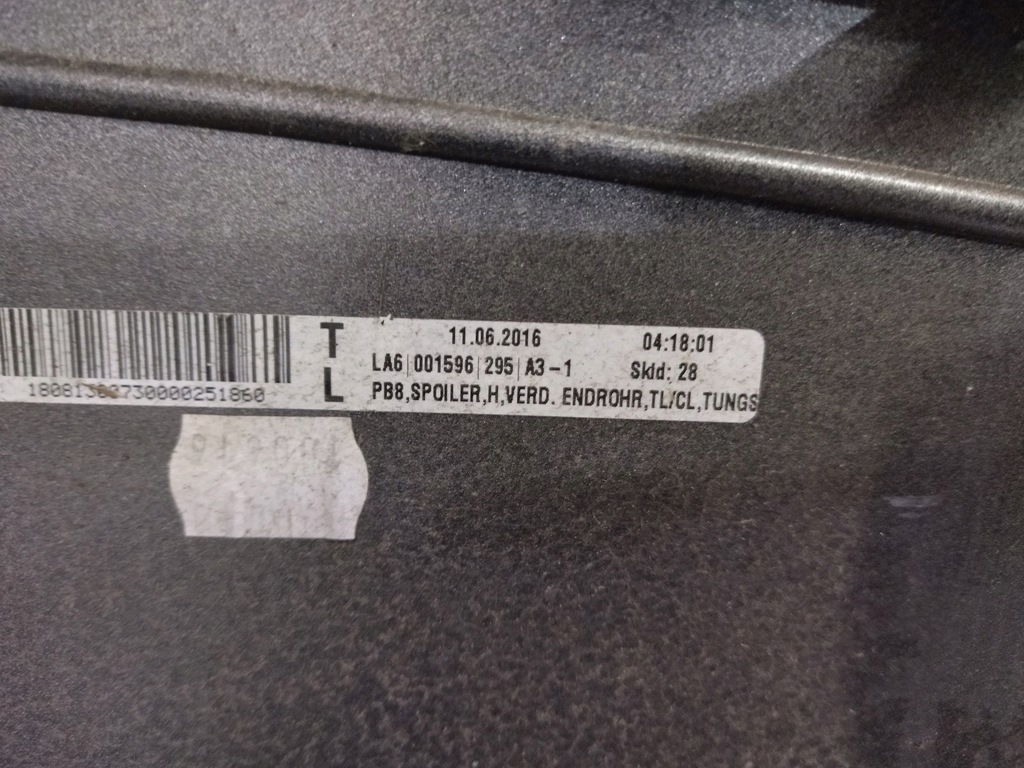 T 11.06.2016 04:18:01
LA6 001596 295 A3-1 Skid: 28
L PB8,SPOILER,H,VERD. ENDROHR,TL/CL,TUNGS